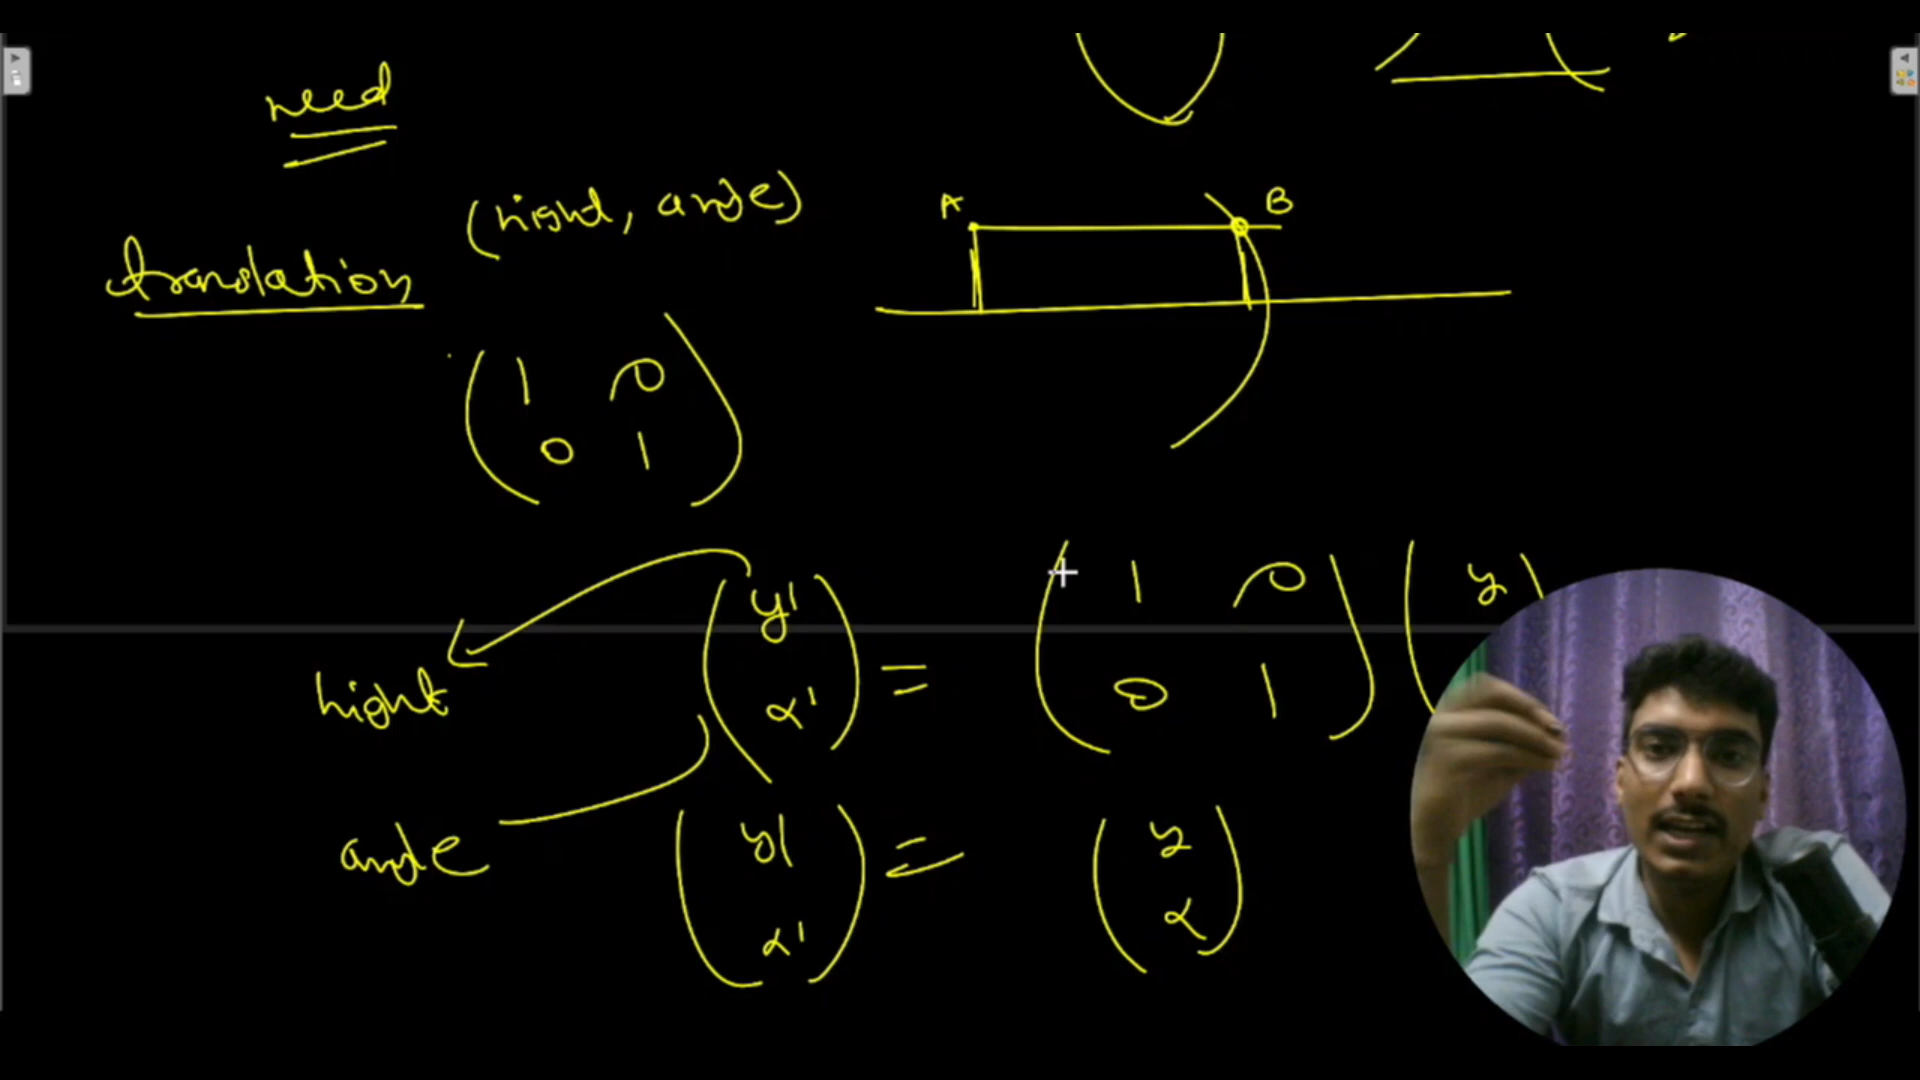 need
(hight, angle)
A B
translation
1 0
0 1
y' 1 0 y
hight = 
α' 0 1
y' = y
angle
α' α